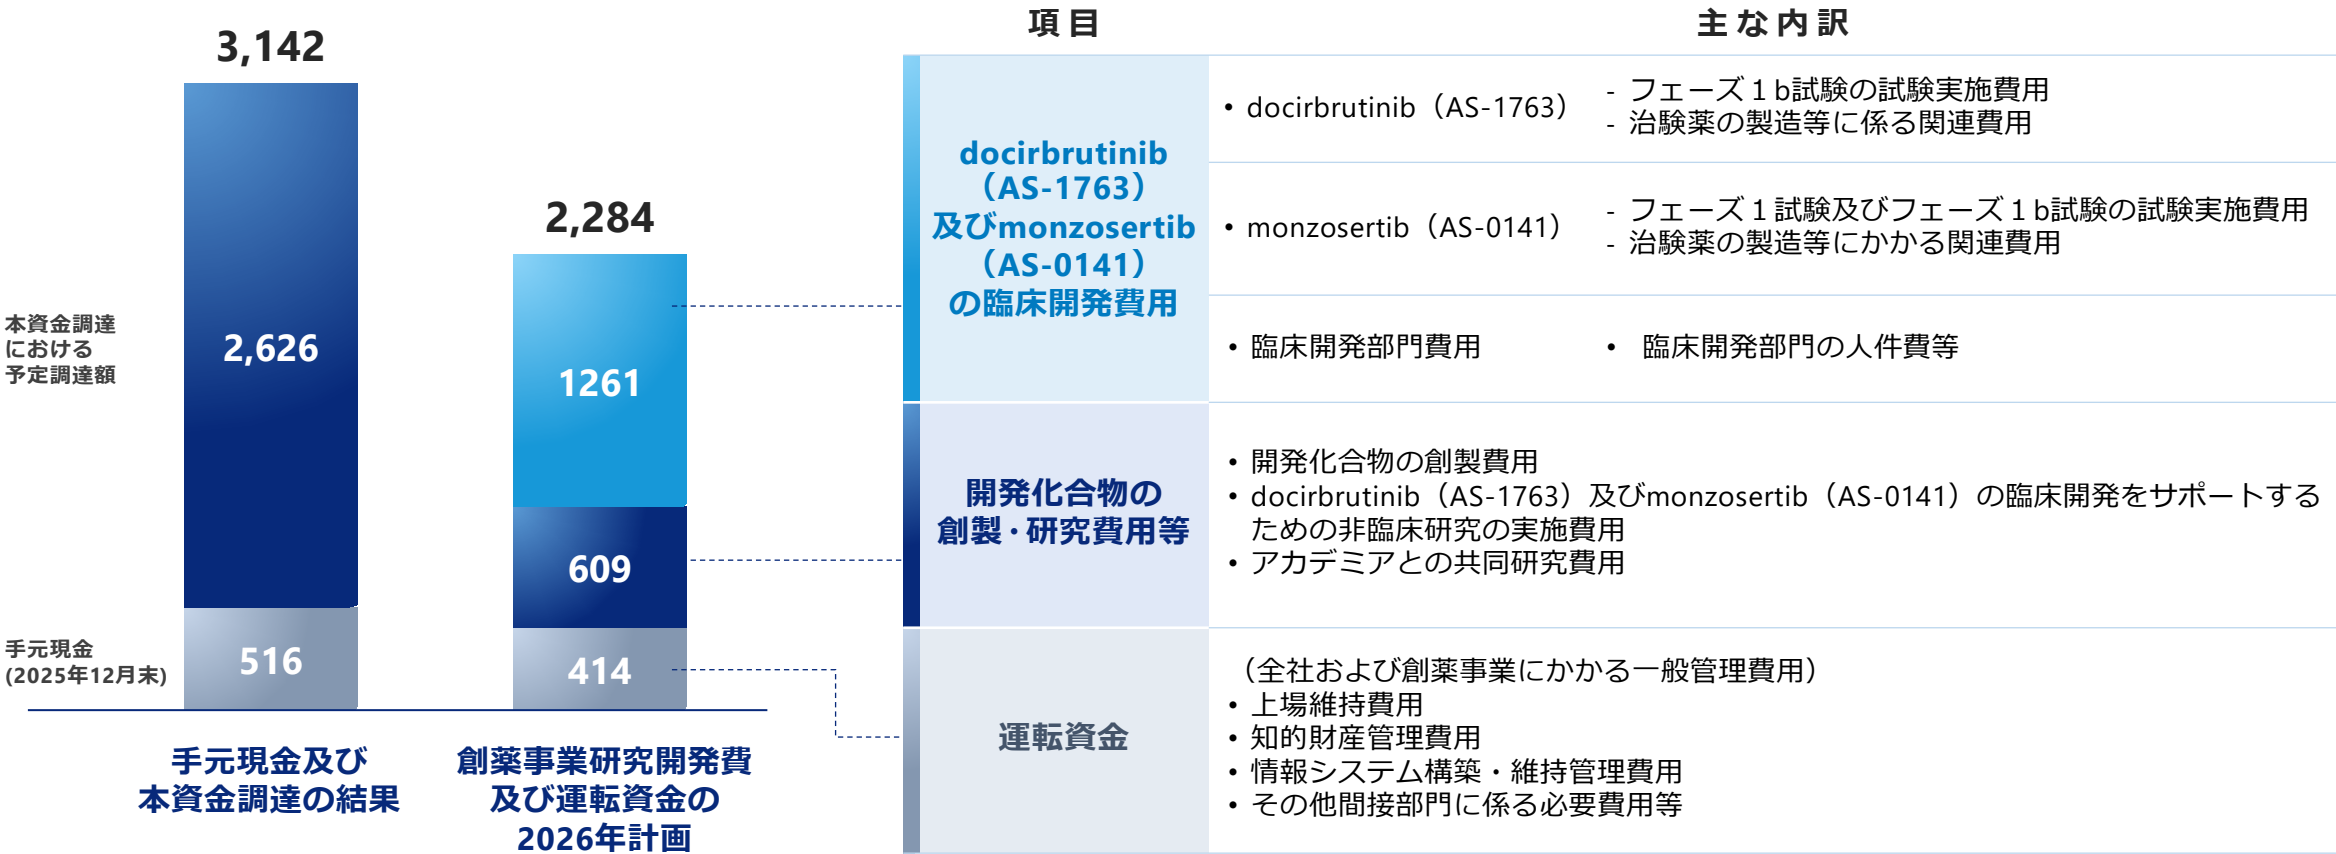 3,142
2,626
516
本資金調達
における
予定調達額
手元現金
(2025年12月末)
手元現金及び
本資金調達の結果
2,284
1261
609
414
創薬事業研究開発費
及び運転資金の
2026年計画
項目
主な内訳
docirbrutinib
（AS-1763）
及びmonzosertib
（AS-0141）
の臨床開発費用
• docirbrutinib（AS-1763）
- フェーズ１b試験の試験実施費用
- 治験薬の製造等に係る関連費用
• monzosertib（AS-0141）
- フェーズ１試験及びフェーズ１b試験の試験実施費用
- 治験薬の製造等にかかる関連費用
• 臨床開発部門費用
• 臨床開発部門の人件費等
開発化合物の
創製・研究費用等
• 開発化合物の創製費用
• docirbrutinib（AS-1763）及びmonzosertib（AS-0141）の臨床開発をサポートする
ための非臨床研究の実施費用
• アカデミアとの共同研究費用
運転資金
（全社および創薬事業にかかる一般管理費用）
• 上場維持費用
• 知的財産管理費用
• 情報システム構築・維持管理費用
• その他間接部門に係る必要費用等